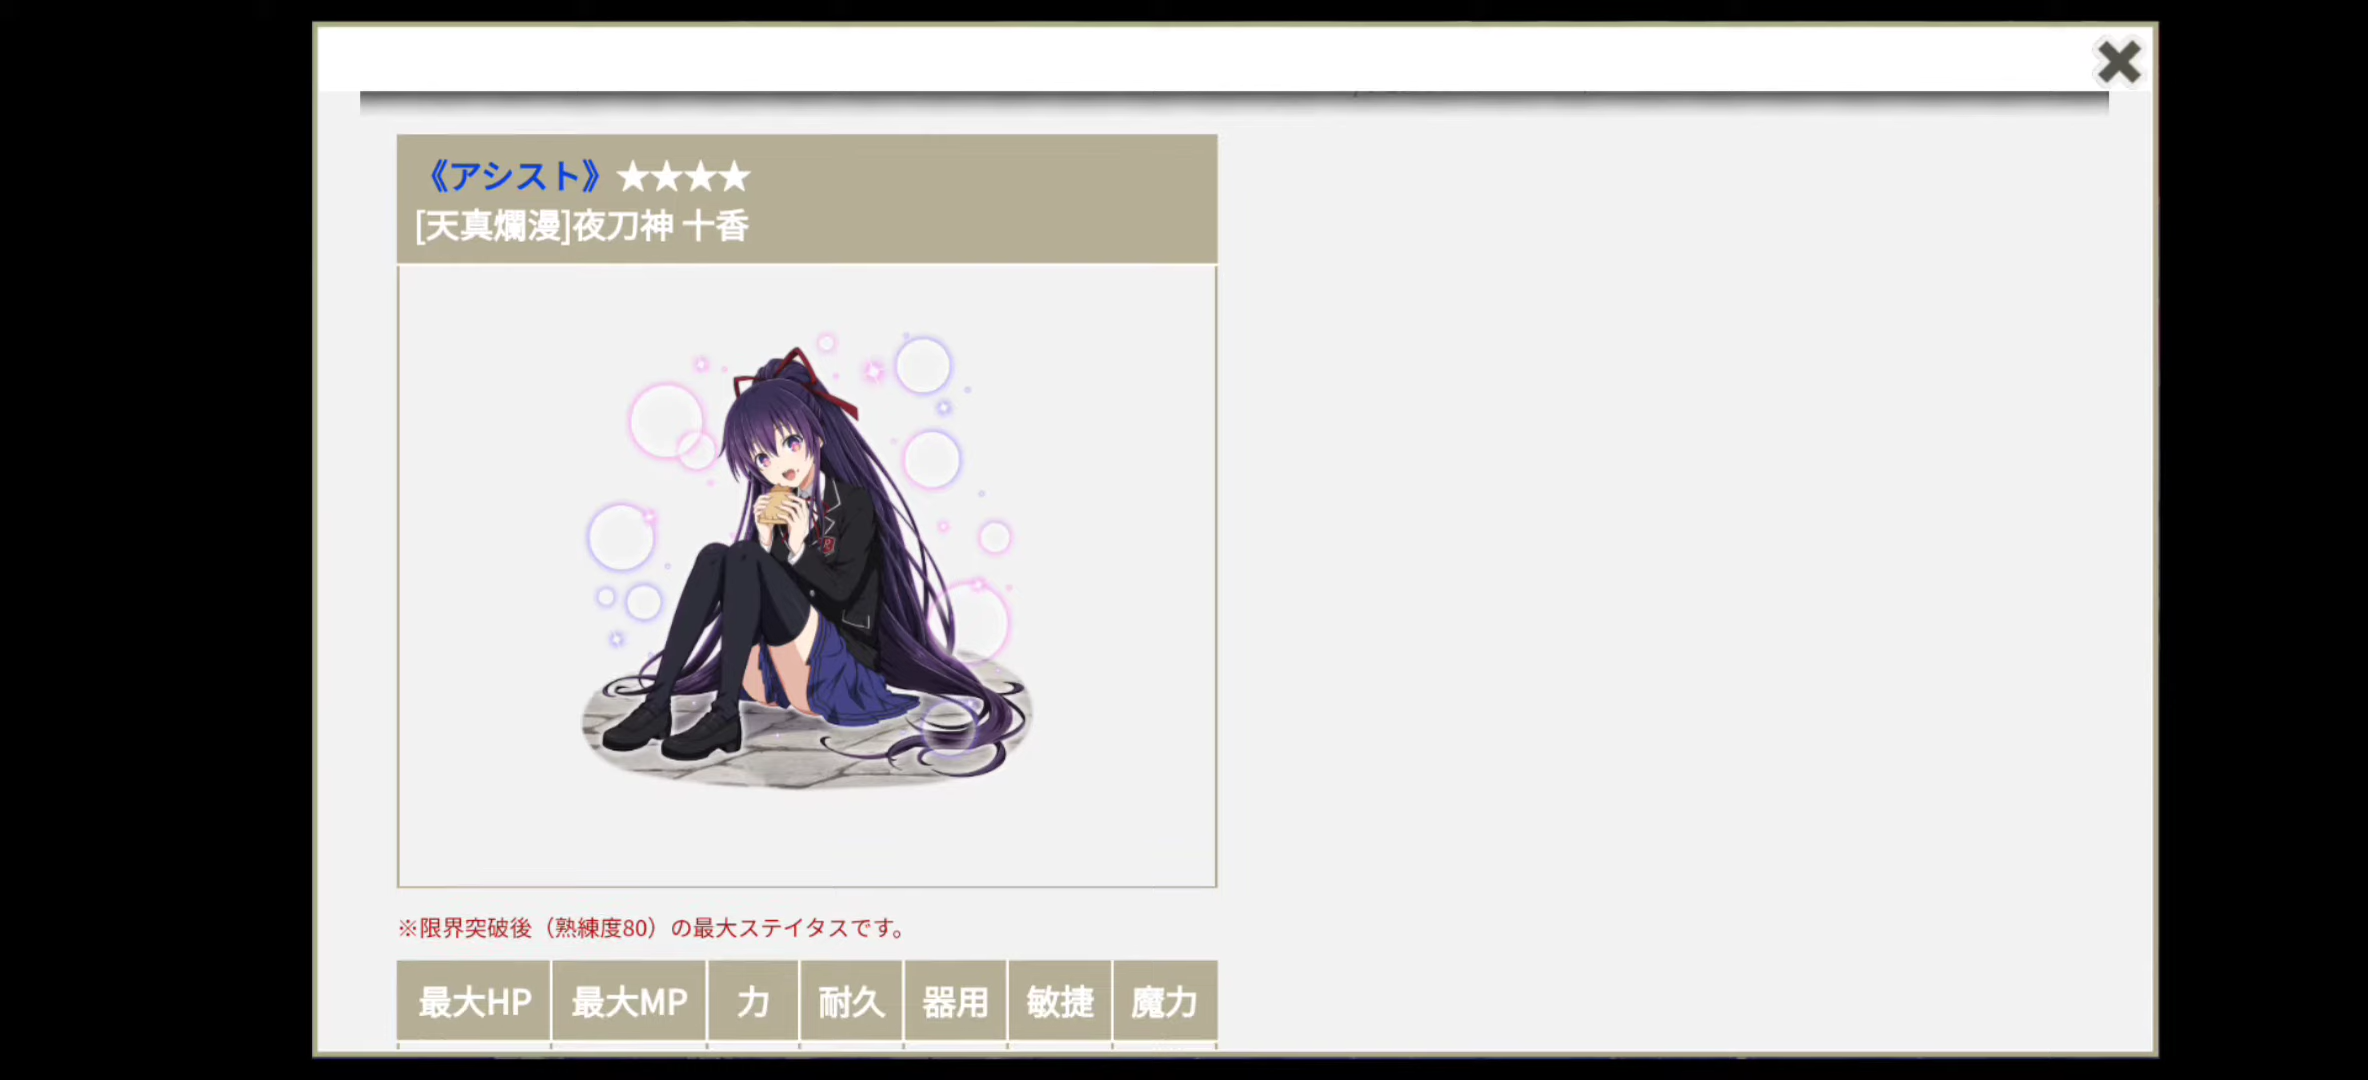 《アシスト》★★★★
[天真爛漫]夜刀神 十香
※限界突破後（熟練度80）の最大ステイタスです。
最大HP 最大MP 力 耐久 器用 敏捷 魔力